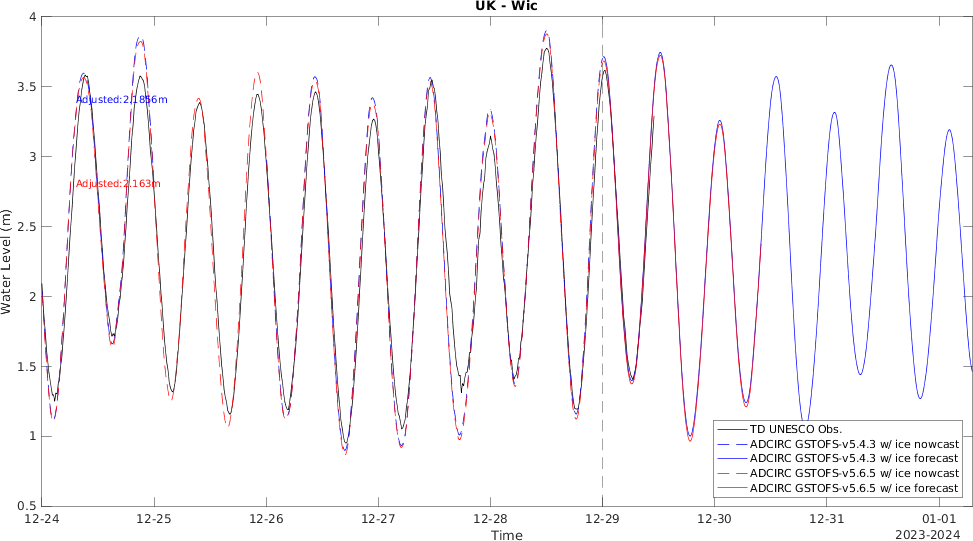 UK - Wic
4
3.5
3
2.5
2
1.5
1
0.5
Water Level (m)
Adjusted:2.1856m
Adjusted:2.163m
TD UNESCO Obs.
ADCIRC GSTOFS-v5.4.3 w/ ice nowcast
ADCIRC GSTOFS-v5.4.3 w/ ice forecast
ADCIRC GSTOFS-v5.6.5 w/ ice nowcast
ADCIRC GSTOFS-v5.6.5 w/ ice forecast
12-24 12-25 12-26 12-27 12-28 12-29 12-30 12-31 01-01
Time
2023-2024